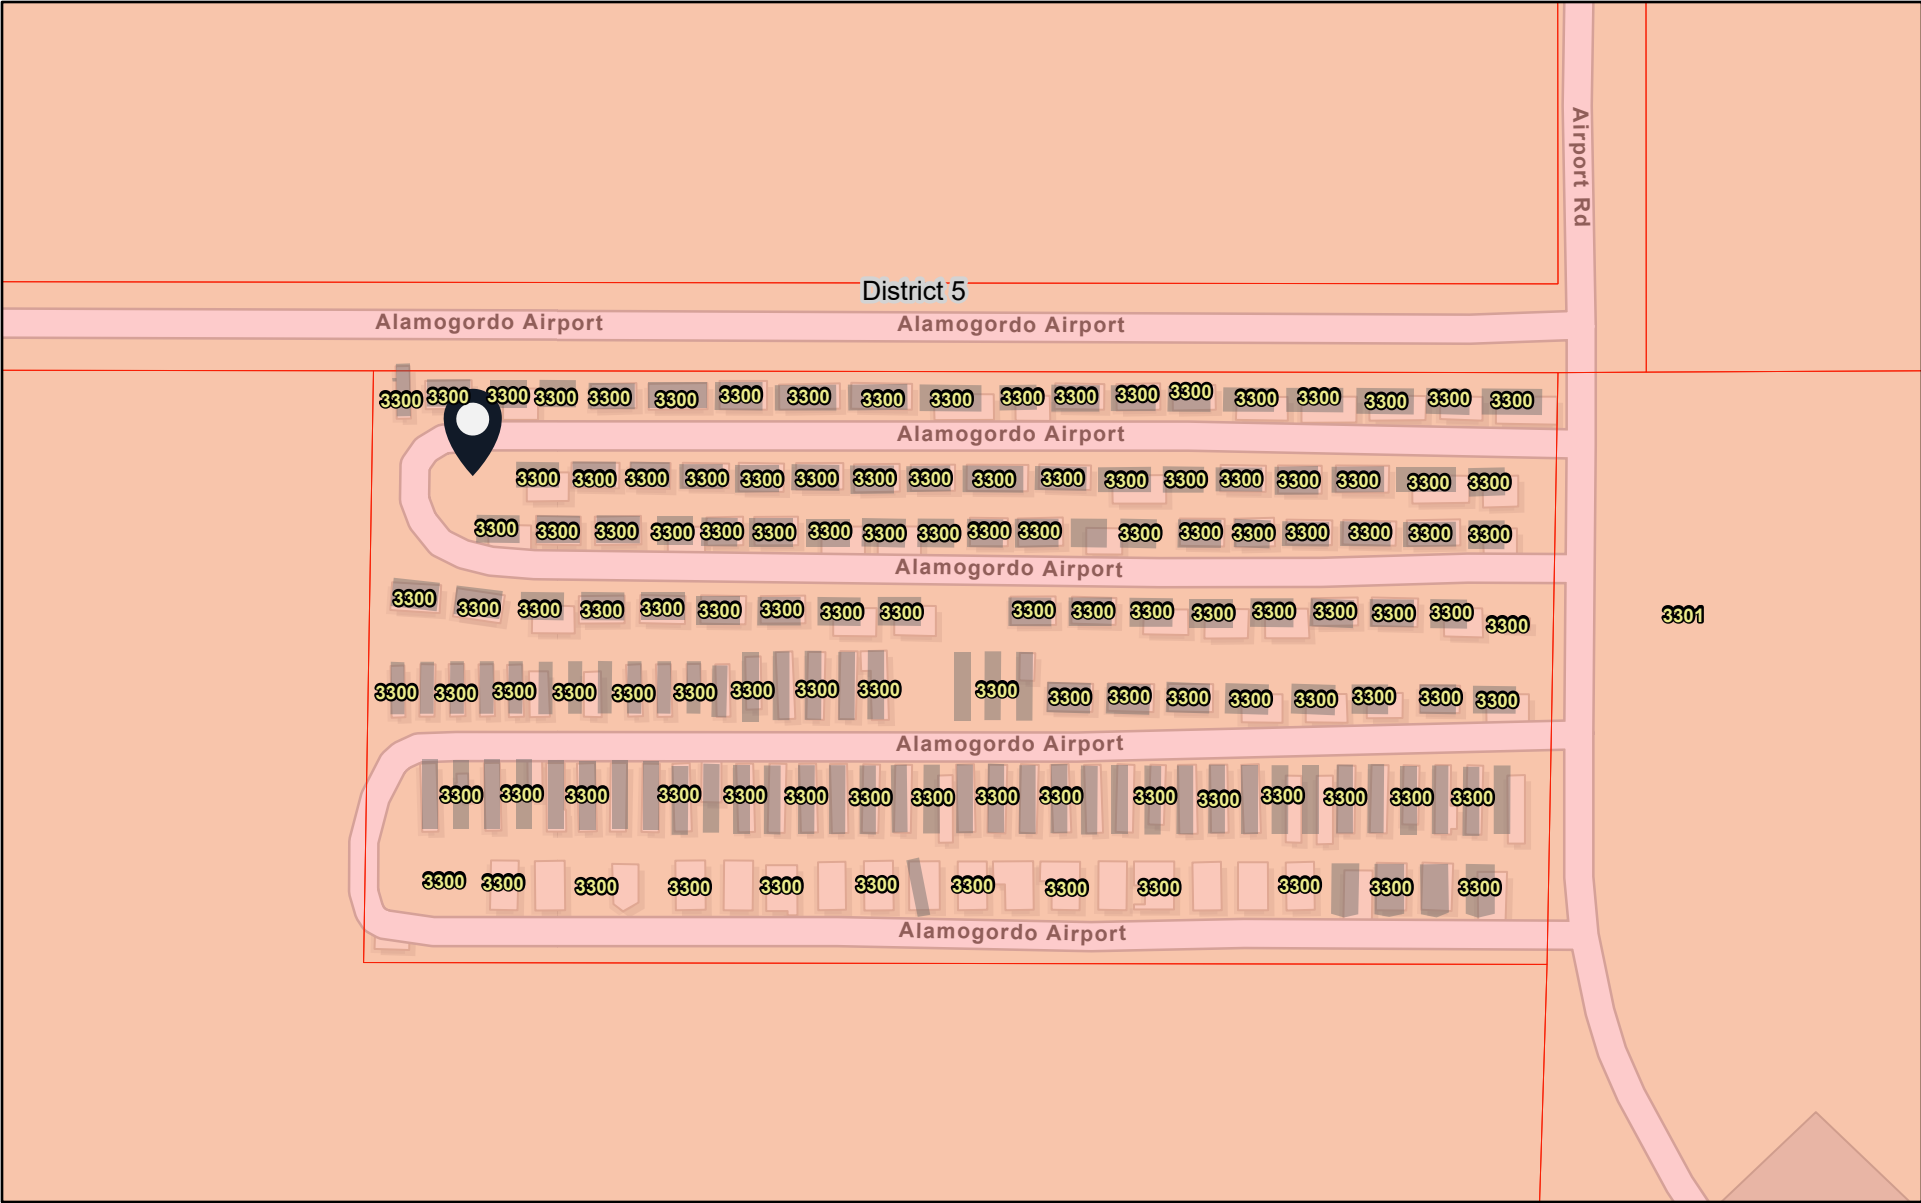 Airport Rd
District 5
Alamogordo Airport Alamogordo Airport
3300 3300 3300 3300 3300 3300 3300 3300 3300 3300 3300 3300 3300 3300 3300 3300 3300 3300 3300
Alamogordo Airport
3300 3300 3300 3300 3300 3300 3300 3300 3300 3300 3300 3300 3300 3300 3300 3300 3300
3300 3300 3300 3300 3300 3300 3300 3300 3300 3300 3300 3300 3300 3300 3300 3300 3300 3300
Alamogordo Airport
3300 3300 3300 3300 3300 3300 3300 3300 3300 3300 3300 3300 3300 3300 3300 3300 3300 3300
3301
3300 3300 3300 3300 3300 3300 3300 3300 3300 3300 3300 3300 3300 3300 3300 3300 3300 3300
Alamogordo Airport
3300 3300 3300 3300 3300 3300 3300 3300 3300 3300 3300 3300 3300 3300 3300 3300
3300 3300 3300 3300 3300 3300 3300 3300 3300 3300 3300 3300
Alamogordo Airport